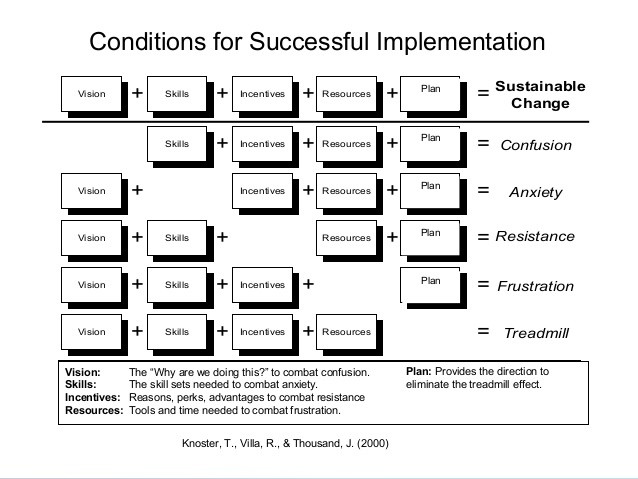 Conditions for Successful Implementation
Vision + Skills + Incentives + Resources + Plan = Sustainable Change
Skills + Incentives + Resources + Plan = Confusion
Vision + Incentives + Resources + Plan = Anxiety
Vision + Skills + Resources + Plan = Resistance
Vision + Skills + Incentives + Plan = Frustration
Vision + Skills + Incentives + Resources = Treadmill
Vision: The “Why are we doing this?” to combat confusion.
Skills: The skill sets needed to combat anxiety.
Incentives: Reasons, perks, advantages to combat resistance
Resources: Tools and time needed to combat frustration.
Plan: Provides the direction to
eliminate the treadmill effect.
Knoster, T., Villa, R., & Thousand, J. (2000)